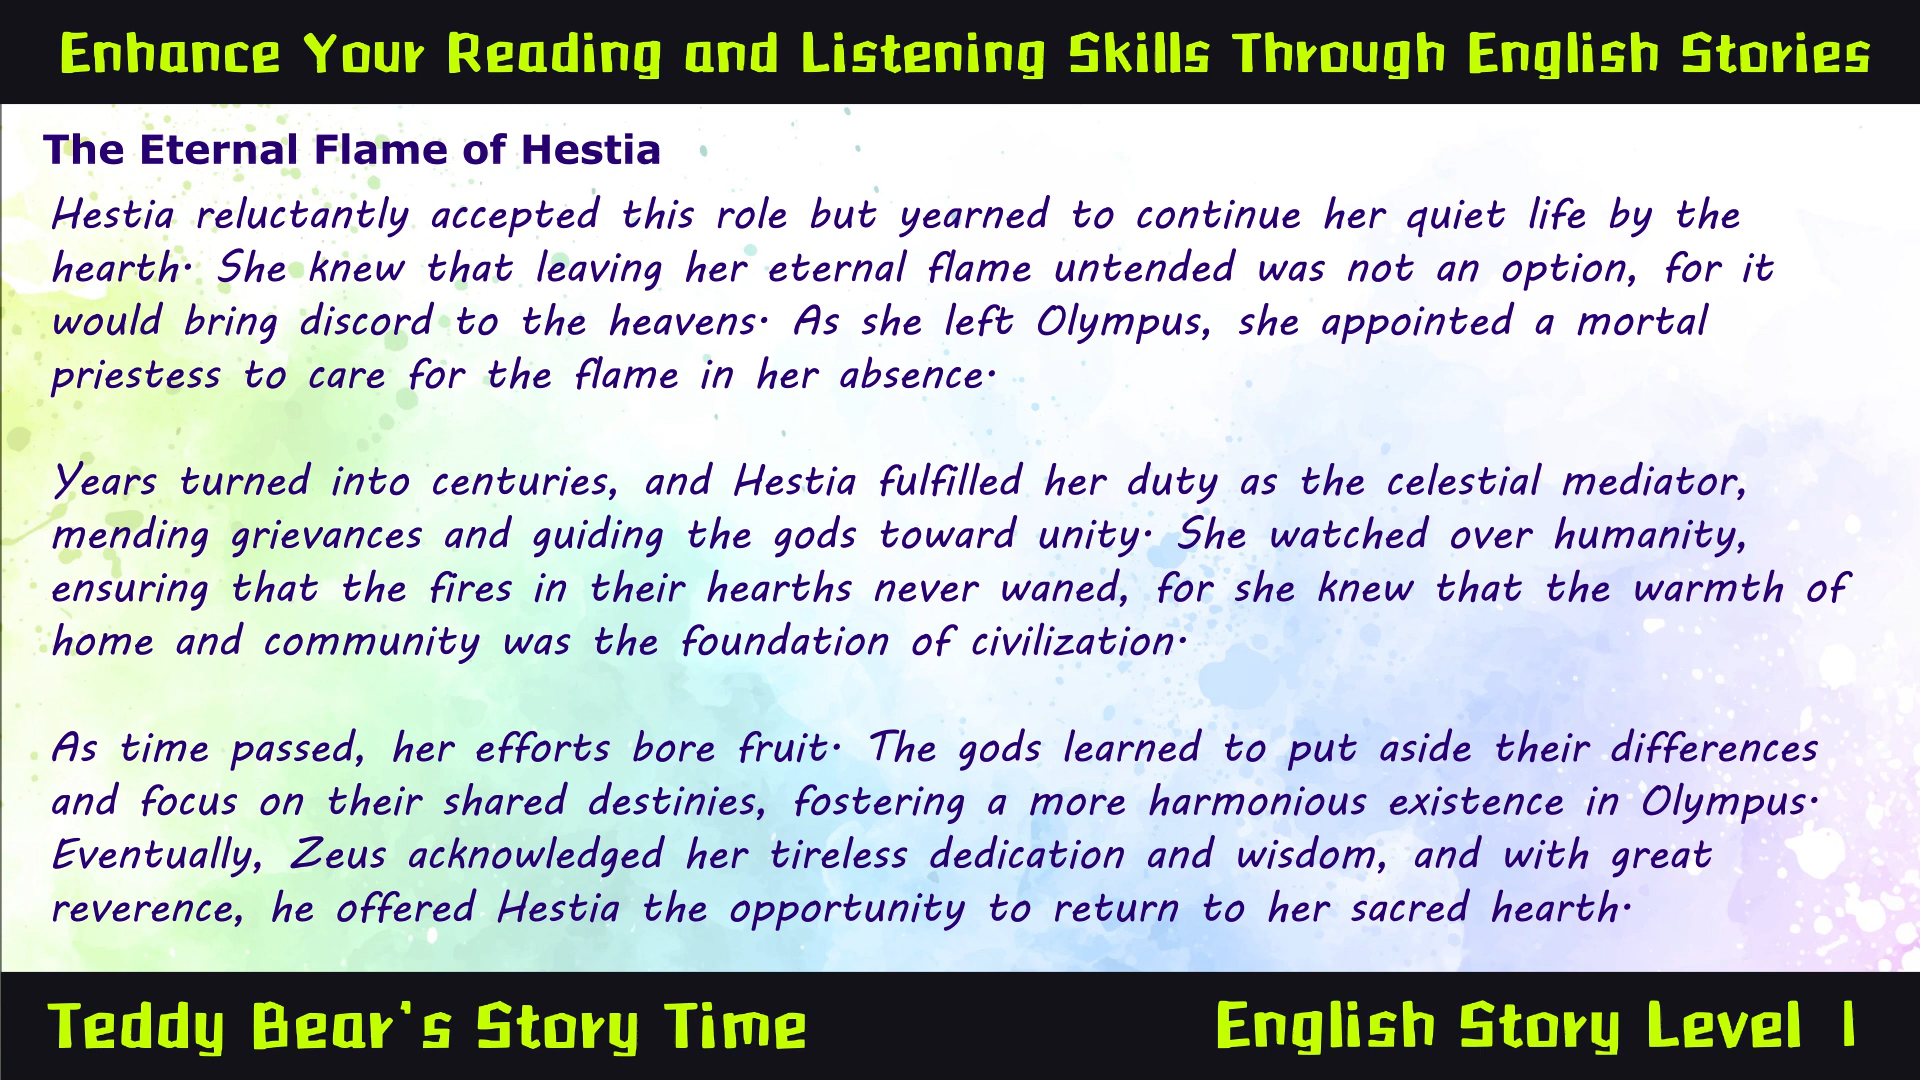 Enhance Your Reading and Listening Skills Through English Stories
The Eternal Flame of Hestia
Hestia reluctantly accepted this role but yearned to continue her quiet life by the
hearth. She knew that leaving her eternal flame untended was not an option, for it
would bring discord to the heavens. As she left Olympus, she appointed a mortal
priestess to care for the flame in her absence.
Years turned into centuries, and Hestia fulfilled her duty as the celestial mediator,
mending grievances and guiding the gods toward unity. She watched over humanity,
ensuring that the fires in their hearths never waned, for she knew that the warmth of
home and community was the foundation of civilization.
As time passed, her efforts bore fruit. The gods learned to put aside their differences
and focus on their shared destinies, fostering a more harmonious existence in Olympus.
Eventually, Zeus acknowledged her tireless dedication and wisdom, and with great
reverence, he offered Hestia the opportunity to return to her sacred hearth.
Teddy Bear's Story Time
English Story Level 1